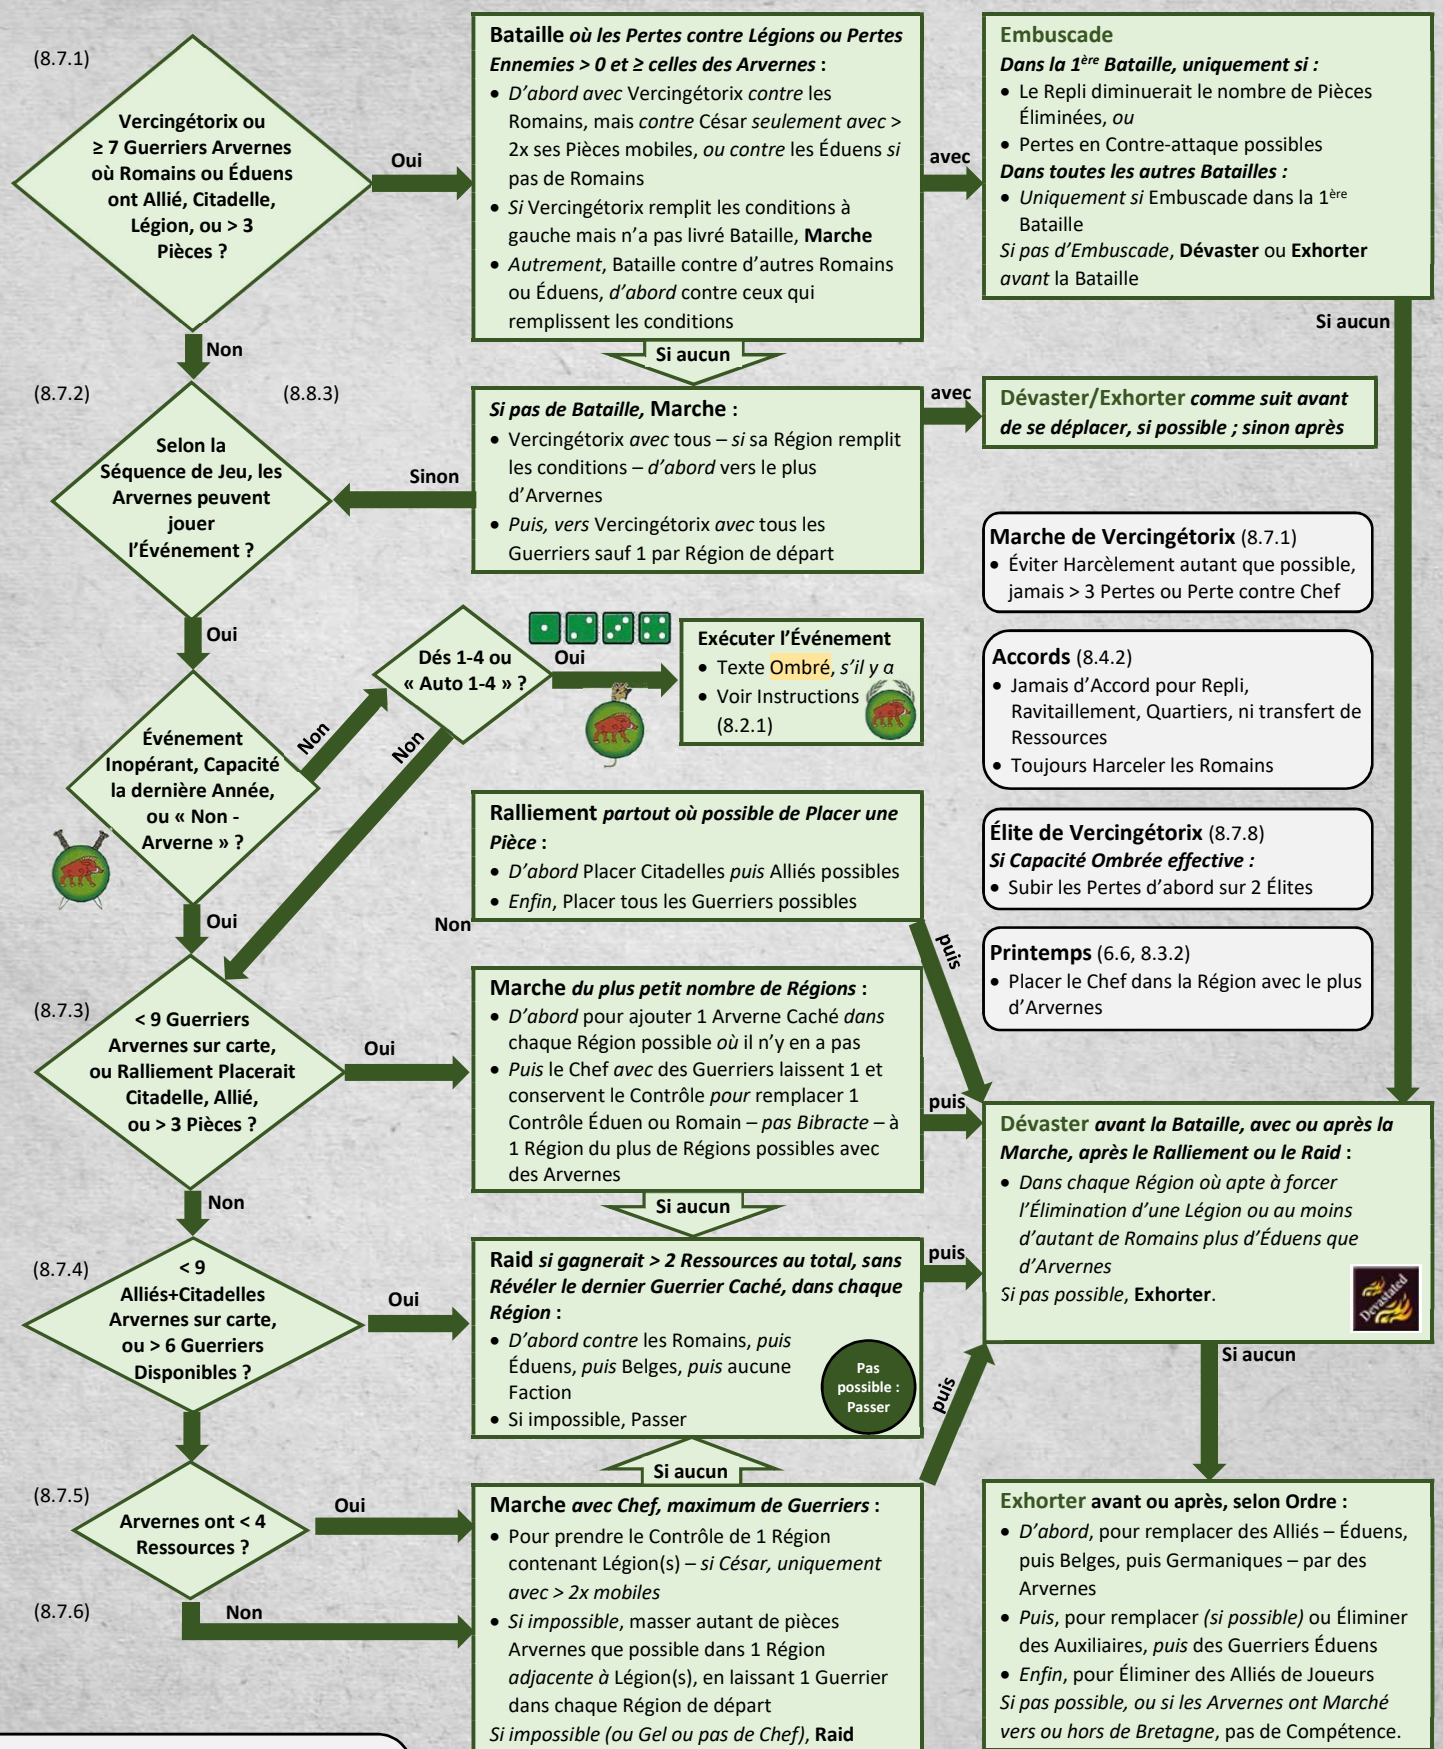 (8.7.1)
Vercingétorix ou
≥ 7 Guerriers Arvernes
où Romains ou Éduens
ont Allié, Citadelle,
Légion, ou > 3
Pièces ?
Oui
Non
Bataille où les Pertes contre Légions ou Pertes
Ennemies > 0 et ≥ celles des Arvernes :
• D'abord avec Vercingétorix contre les
Romains, mais contre César seulement avec >
2x ses Pièces mobiles, ou contre les Éduens si
pas de Romains
• Si Vercingétorix remplit les conditions à
gauche mais n'a pas livré Bataille, Marche
• Autrement, Bataille contre d'autres Romains
ou Éduens, d'abord contre ceux qui
remplissent les conditions
avec
Si aucun
Embuscade
Dans la 1ère Bataille, uniquement si :
• Le Repli diminuerait le nombre de Pièces
Éliminées, ou
• Pertes en Contre-attaque possibles
Dans toutes les autres Batailles :
• Uniquement si Embuscade dans la 1ère
Bataille
Si pas d'Embuscade, Dévaster ou Exhorter
avant la Bataille
Si aucun
(8.7.2)
(8.8.3)
Selon la
Séquence de Jeu, les
Arvernes peuvent
jouer
l'Événement ?
Sinon
Oui
Si pas de Bataille, Marche :
• Vercingétorix avec tous – si sa Région remplit
les conditions – d'abord vers le plus
d'Arvernes
• Puis, vers Vercingétorix avec tous les
Guerriers sauf 1 par Région de départ
avec
Dévaster/Exhorter comme suit avant
de se déplacer, si possible ; sinon après
Marche de Vercingétorix (8.7.1)
• Éviter Harcèlement autant que possible,
jamais > 3 Pertes ou Perte contre Chef
Accords (8.4.2)
• Jamais d'Accord pour Repli,
Ravitaillement, Quartiers, ni transfert de
Ressources
• Toujours Harceler les Romains
Élite de Vercingétorix (8.7.8)
Si Capacité Ombrée effective :
• Subir les Pertes d'abord sur 2 Élites
Printemps (6.6, 8.3.2)
• Placer le Chef dans la Région avec le plus
d'Arvernes
Événement
Inopérant, Capacité
la dernière Année,
ou « Non -
Arverne » ?
Non
Oui
Dés 1-4 ou
« Auto 1-4 » ?
Oui
Non
Exécuter l'Événement
• Texte Ombré, s'il y a
• Voir Instructions
(8.2.1)
Ralliement partout où possible de Placer une
Pièce :
• D'abord Placer Citadelles puis Alliés possibles
• Enfin, Placer tous les Guerriers possibles
Non
puis
(8.7.3)
< 9 Guerriers
Arvernes sur carte,
ou Ralliement Placerait
Citadelle, Allié,
ou > 3 Pièces ?
Oui
Non
Marche du plus petit nombre de Régions :
• D'abord pour ajouter 1 Arverne Caché dans
chaque Région possible où il n'y en a pas
• Puis le Chef avec des Guerriers laissent 1 et
conservent le Contrôle pour remplacer 1
Contrôle Éduen ou Romain – pas Bibracte – à
1 Région du plus de Régions possibles avec
des Arvernes
puis
Si aucun
Dévaster avant la Bataille, avec ou après la
Marche, après le Ralliement ou le Raid :
• Dans chaque Région où apte à forcer
l'Élimination d'une Légion ou au moins
d'autant de Romains plus d'Éduens que
d'Arvernes
Si pas possible, Exhorter.
Devastated
Si aucun
(8.7.4)
< 9
Alliés+Citadelles
Arvernes sur carte,
ou > 6 Guerriers
Disponibles ?
Oui
Raid si gagnerait > 2 Ressources au total, sans
Révéler le dernier Guerrier Caché, dans chaque
Région :
• D'abord contre les Romains, puis
Éduens, puis Belges, puis aucune
Faction
• Si impossible, Passer
Pas
possible :
Passer
puis
puis
Si aucun
(8.7.5)
Arvernes ont < 4
Ressources ?
Oui
(8.7.6)
Non
Marche avec Chef, maximum de Guerriers :
• Pour prendre le Contrôle de 1 Région
contenant Légion(s) – si César, uniquement
avec > 2x mobiles
• Si impossible, masser autant de pièces
Arvernes que possible dans 1 Région
adjacente à Légion(s), en laissant 1 Guerrier
dans chaque Région de départ
Si impossible (ou Gel ou pas de Chef), Raid
Exhorter avant ou après, selon Ordre :
• D'abord, pour remplacer des Alliés – Éduens,
puis Belges, puis Germaniques – par des
Arvernes
• Puis, pour remplacer (si possible) ou Éliminer
des Auxiliaires, puis des Guerriers Éduens
• Enfin, pour Éliminer des Alliés de Joueurs
Si pas possible, ou si les Arvernes ont Marché
vers ou hors de Bretagne, pas de Compétence.